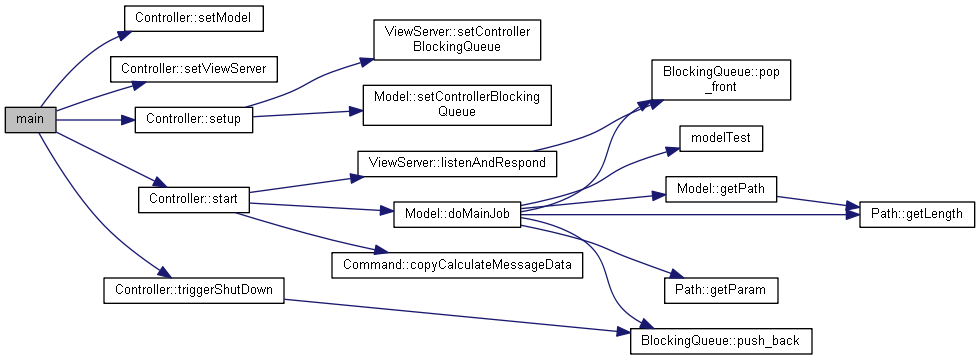 main
Controller::setModel
Controller::setViewServer
Controller::setup
Controller::start
Controller::triggerShutDown
ViewServer::setController
BlockingQueue
Model::setControllerBlocking
Queue
ViewServer::listenAndRespond
Model::doMainJob
Command::copyCalculateMessageData
BlockingQueue::pop
_front
modelTest
Model::getPath
Path::getLength
Path::getParam
BlockingQueue::push_back